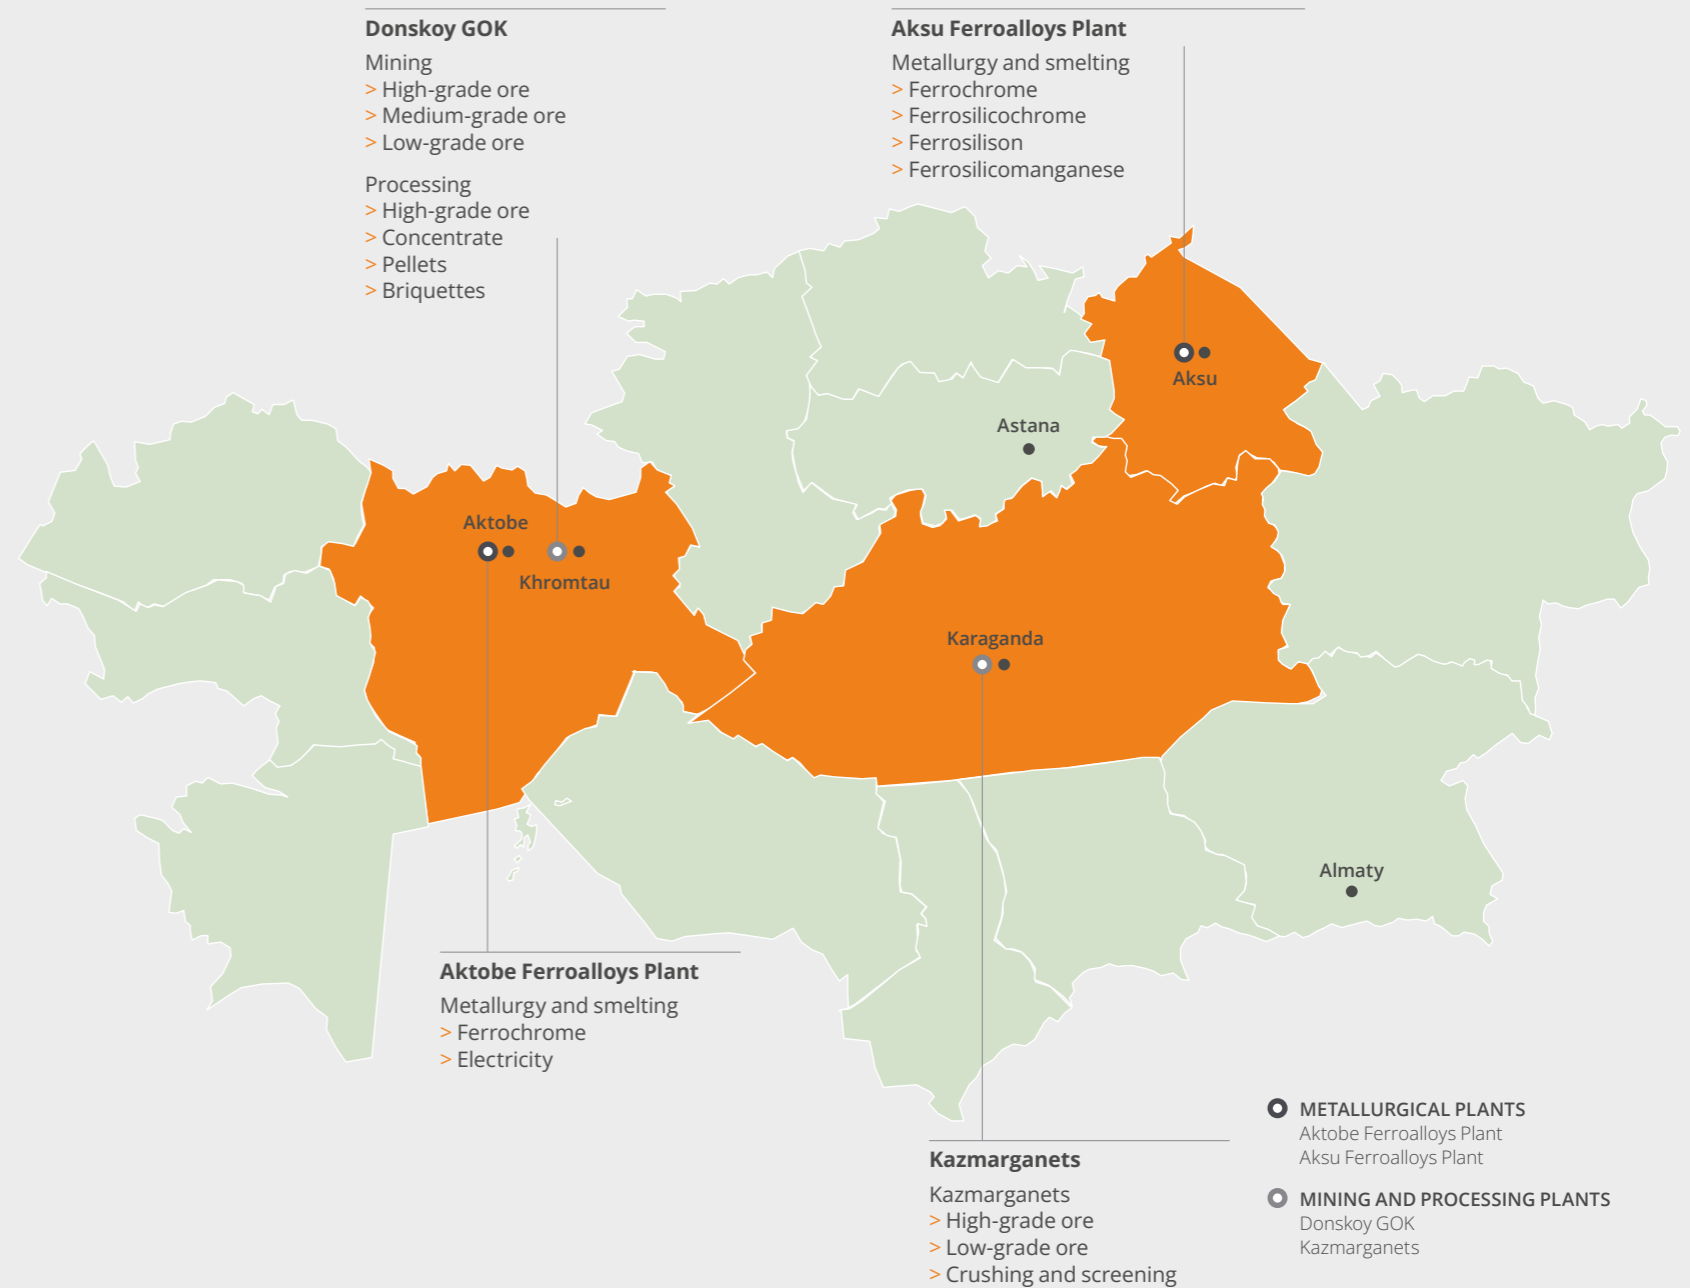 Donskoy GOK
Mining
> High-grade ore
> Medium-grade ore
> Low-grade ore
Processing
> High-grade ore
> Concentrate
> Pellets
> Briquettes
Aksu Ferroalloys Plant
Metallurgy and smelting
> Ferrochrome
> Ferrosilicochrome
> Ferrosilison
> Ferrosilicomanganese
Aksu
Astana
Aktobe
Khromtau
Karaganda
Almaty
Aktobe Ferroalloys Plant
Metallurgy and smelting
> Ferrochrome
> Electricity
Kazmarganets
Kazmarganets
> High-grade ore
> Low-grade ore
> Crushing and screening
METALLURGICAL PLANTS
Aktobe Ferroalloys Plant
Aksu Ferroalloys Plant
MINING AND PROCESSING PLANTS
Donskoy GOK
Kazmarganets